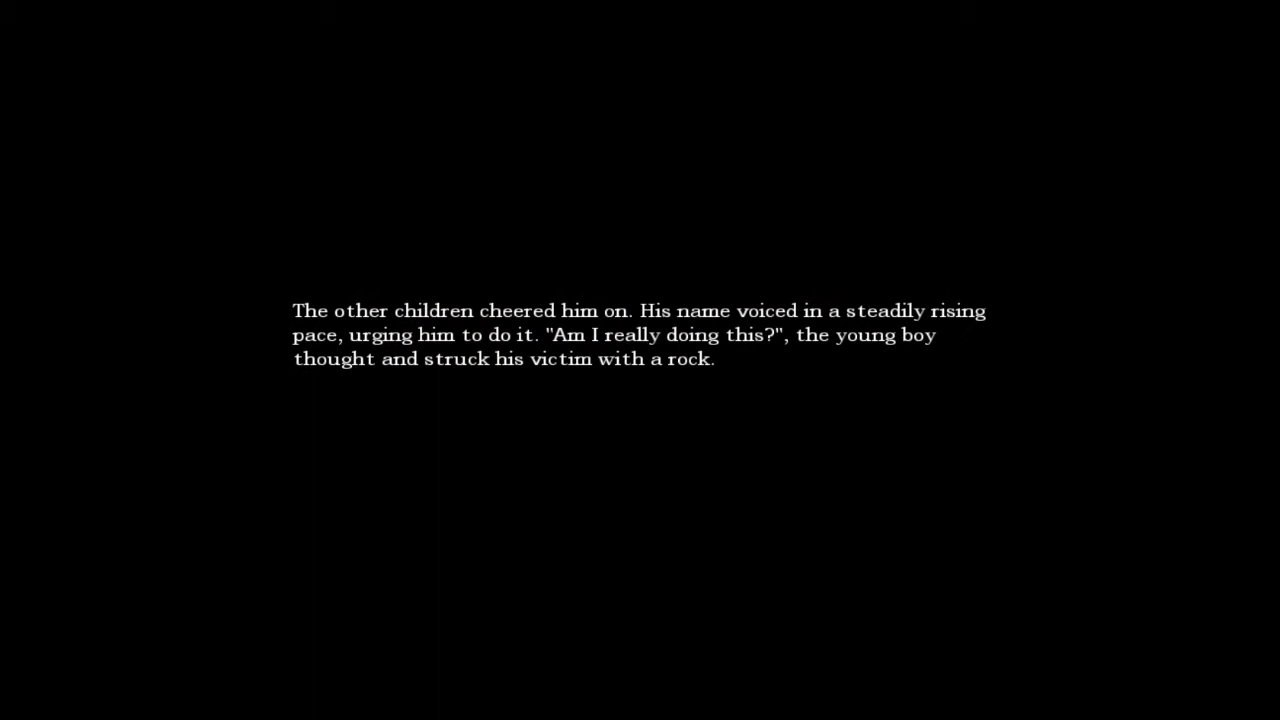 The other children cheered him on. His name voiced in a steadily rising
pace, urging him to do it. "Am I really doing this?", the young boy
thought and struck his victim with a rock.